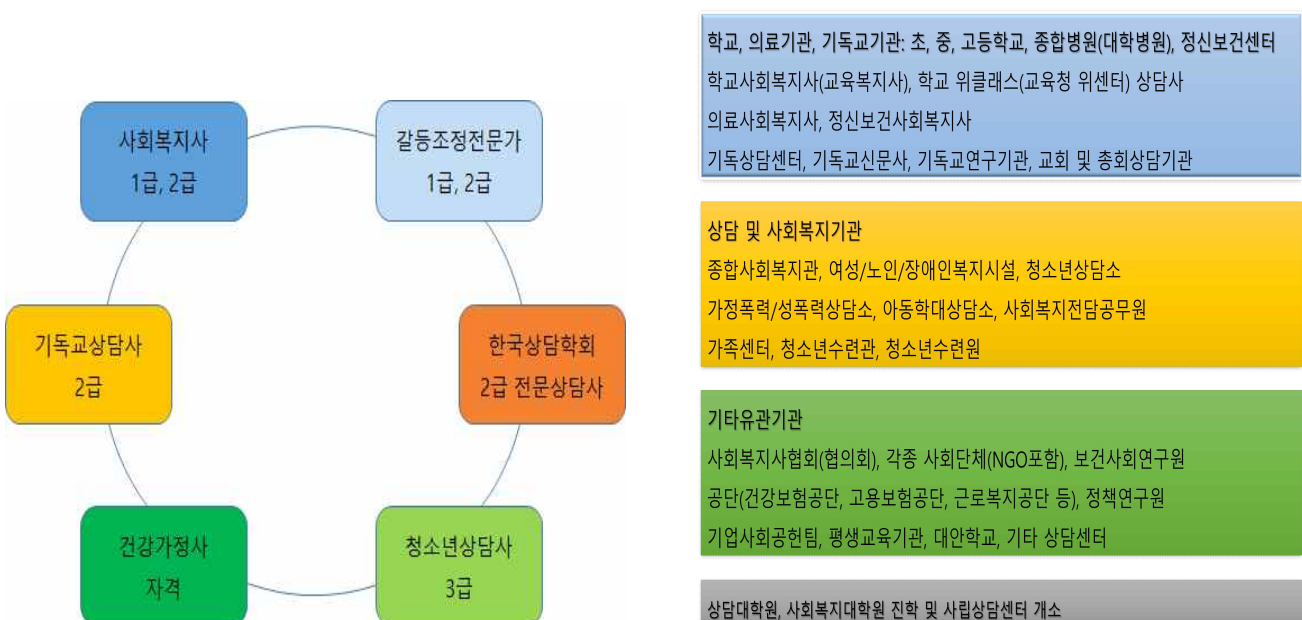 사회복지사
1급, 2급
갈등조정전문가
1급, 2급
기독교상담사
2급
한국상담학회
2급 전문상담사
건강가정사
자격
청소년상담사
3급
학교, 의료기관, 기독교기관: 초, 중, 고등학교, 종합병원(대학병원), 정신보건센터
학교사회복지사(교육복지사), 학교 위클래스(교육청 위센터) 상담사
의료사회복지사, 정신보건사회복지사
기독상담센터, 기독교신문사, 기독교연구기관, 교회 및 총회상담기관
상담 및 사회복지기관
종합사회복지관, 여성/노인/장애인복지시설, 청소년상담소
가정폭력/성폭력상담소, 아동학대상담소, 사회복지전담공무원
가족센터, 청소년수련관, 청소년수련원
기타유관기관
사회복지사협회(협의회), 각종 사회단체(NGO포함), 보건사회연구원
공단(건강보험공단, 고용보험공단, 근로복지공단 등), 정책연구원
기업사회공헌팀, 평생교육기관, 대안학교, 기타 상담센터
상담대학원, 사회복지대학원 진학 및 사립상담센터 개소